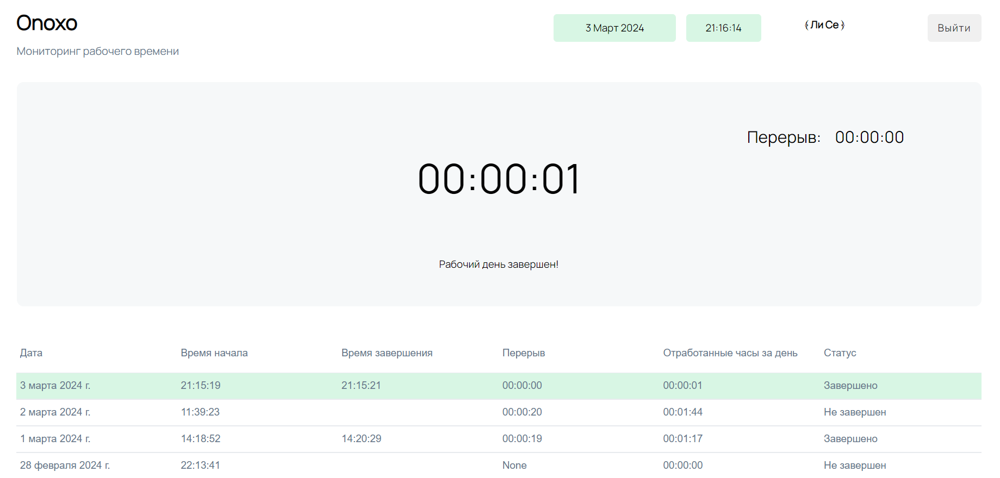 Onoxo
3 Март 2024
21:16:14
⦃ Ли Се ⦄
Выйти
Мониторинг рабочего времени
Перерыв: 00:00:00
00:00:01
Рабочий день завершен!
Дата Время начала Время завершения Перерыв Отработанные часы за день Статус
3 марта 2024 г. 21:15:19 21:15:21 00:00:00 00:00:01 Завершено
2 марта 2024 г. 11:39:23 00:00:20 00:01:44 Не завершен
1 марта 2024 г. 14:18:52 14:20:29 00:00:19 00:01:17 Завершено
28 февраля 2024 г. 22:13:41 None 00:00:00 Не завершен